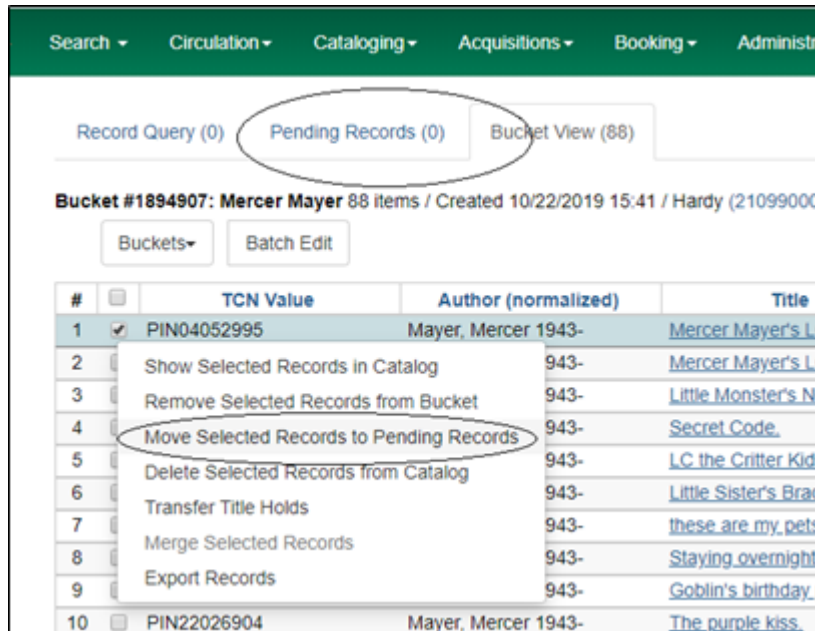 Search Circulation Cataloging Acquisitions Booking Administr
Record Query (0) Pending Records (0) Bucket View (88)
Bucket #1894907: Mercer Mayer 88 items / Created 10/22/2019 15:41 / Hardy (21099000
Buckets Batch Edit
# TCN Value Author (normalized) Title
1 PIN04052995 Mayer, Mercer 1943- Mercer Mayer's L
2 943- Mercer Mayer's L
3 943- Little Monster's N
4 943- Secret Code.
5 943- LC the Critter Kid
6 943- Little Sister's Brac
7 943- these are my pets
8 943- Staying overnight
9 943- Goblin's birthday
10 PIN22026904 Mayer, Mercer 1943- The purple kiss.
Show Selected Records in Catalog
Remove Selected Records from Bucket
Move Selected Records to Pending Records
Delete Selected Records from Catalog
Transfer Title Holds
Merge Selected Records
Export Records